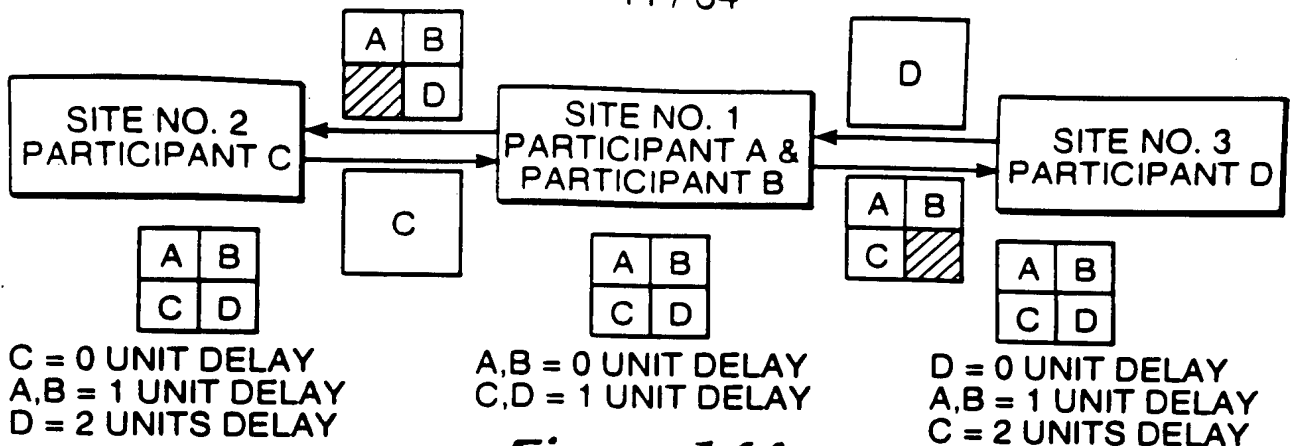 A B
D
D
SITE NO. 2
PARTICIPANT C
SITE NO. 1
PARTICIPANT A &
PARTICIPANT B
SITE NO. 3
PARTICIPANT D
C
A B
C
A B
C D
A B
C D
A B
C D
C = 0 UNIT DELAY
A,B = 1 UNIT DELAY
D = 2 UNITS DELAY
A,B = 0 UNIT DELAY
C,D = 1 UNIT DELAY
D = 0 UNIT DELAY
A,B = 1 UNIT DELAY
C = 2 UNITS DELAY